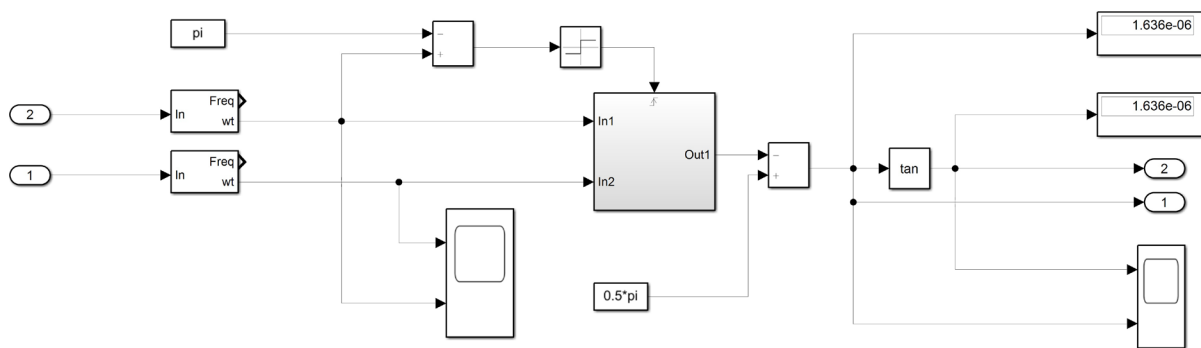 pi
−
+
1.636e-06
2
In
Freq
wt
1.636e-06
In1
1
In
Freq
wt
Out1
−
+
tan
2
In2
1
0.5*pi